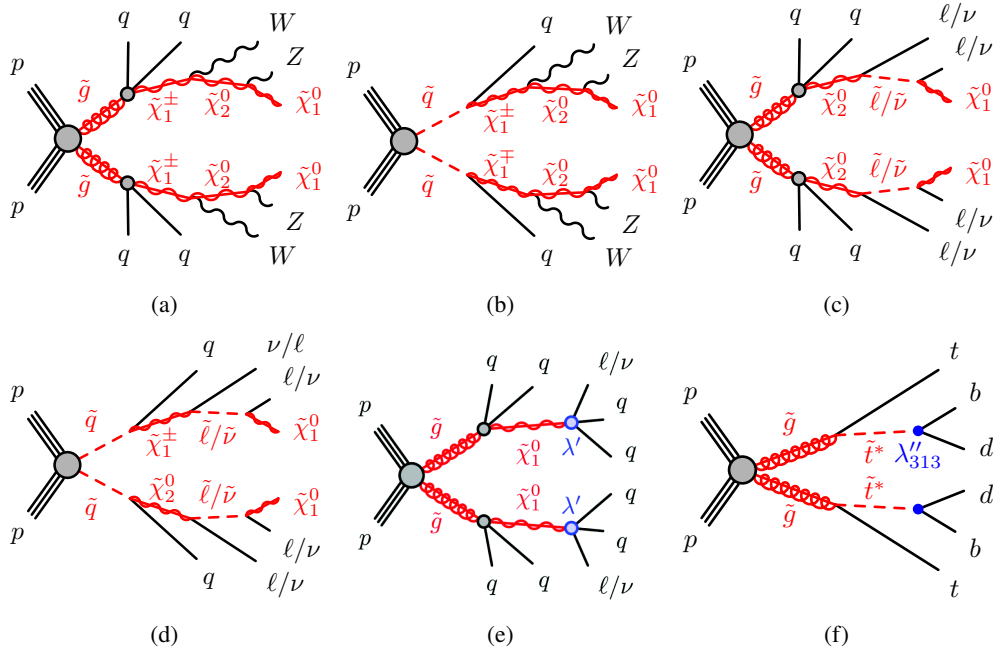 p
p
g̃
g̃
q
q
W
Z
χ̃₁±
χ̃₂⁰
χ̃₁⁰
χ̃₁±
χ̃₂⁰
χ̃₁⁰
Z
q
q
W
(a)
p
p
q̃
q̃
q
W
Z
χ̃₁±
χ̃₂⁰
χ̃₁⁰
χ̃₁∓
χ̃₂⁰
χ̃₁⁰
Z
q
W
(b)
p
p
g̃
g̃
q
q
ℓ/ν
ℓ/ν
χ̃₂⁰
ℓ̃/ν̃
χ̃₁⁰
χ̃₂⁰
ℓ̃/ν̃
χ̃₁⁰
ℓ/ν
q
q
ℓ/ν
(c)
p
p
q̃
q̃
q
ν/ℓ
ℓ/ν
χ̃₁±
ℓ̃/ν̃
χ̃₁⁰
χ̃₂⁰
ℓ̃/ν̃
χ̃₁⁰
ℓ/ν
q
ℓ/ν
(d)
p
p
g̃
g̃
q
q
ℓ/ν
q
χ̃₁⁰
λ′
q
χ̃₁⁰
λ′
q
q
q
q
ℓ/ν
(e)
p
p
g̃
g̃
t
b
t̃*
λ″₃₁₃
d
t̃*
d
b
t
(f)